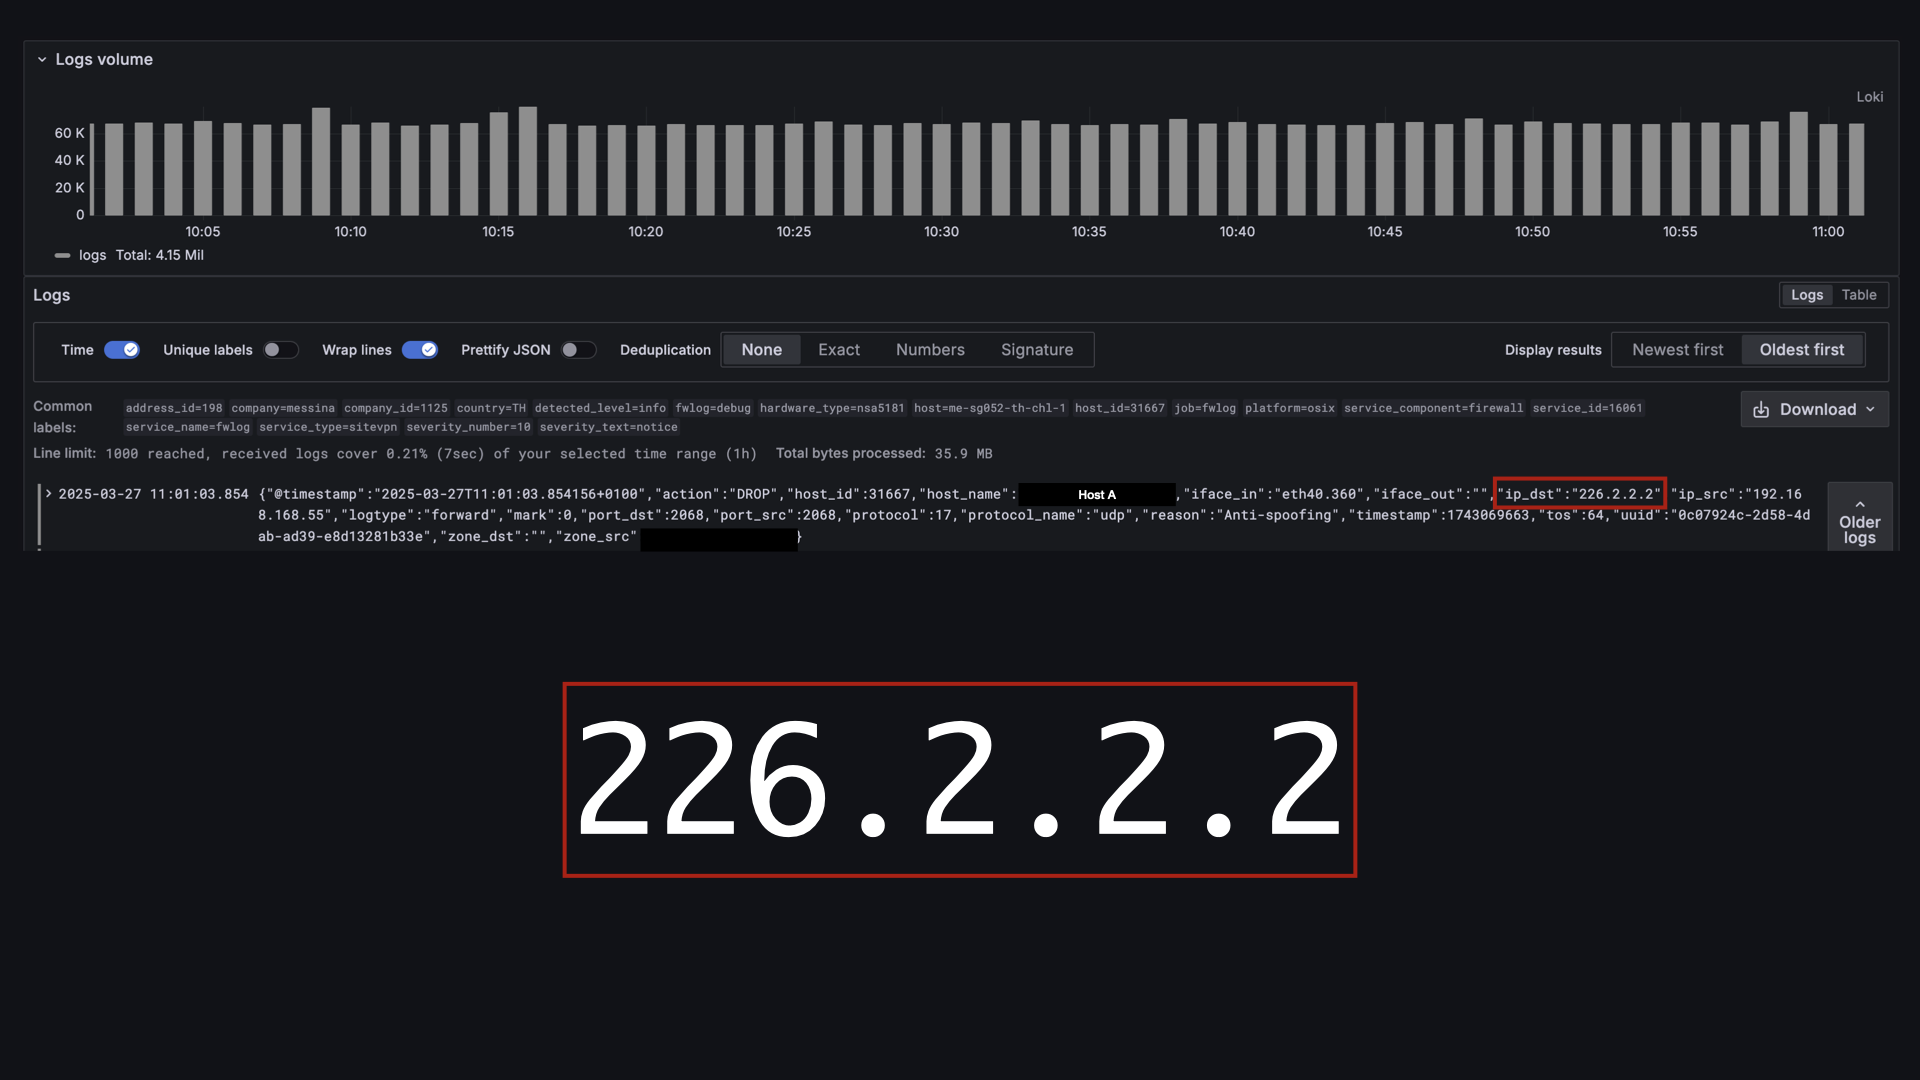 Logs volume
Loki
60 K
40 K
20 K
0
10:05 10:10 10:15 10:20 10:25 10:30 10:35 10:40 10:45 10:50 10:55 11:00
logs Total: 4.15 Mil
Logs
Logs Table
Time Unique labels Wrap lines Prettify JSON Deduplication None Exact Numbers Signature Display results Newest first Oldest first
Common labels:
address_id=198 company=messina company_id=1125 country=TH detected_level=info fwlog=debug hardware_type=nsa5181 host=me-sg052-th-chl-1 host_id=31667 job=fwlog platform=osix service_component=firewall service_id=16061
service_name=fwlog service_type=sitevpn severity_number=10 severity_text=notice
Download
Line limit: 1000 reached, received logs cover 0.21% (7sec) of your selected time range (1h) Total bytes processed: 35.9 MB
2025-03-27 11:01:03.854 {"@timestamp":"2025-03-27T11:01:03.854156+0100","action":"DROP","host_id":31667,"host_name": Host A ,"iface_in":"eth40.360","iface_out":"","ip_dst":"226.2.2.2" "ip_src":"192.16
8.168.55","logtype":"forward","mark":0,"port_dst":2068,"port_src":2068,"protocol":17,"protocol_name":"udp","reason":"Anti-spoofing","timestamp":1743069663,"tos":64,"uuid":"0c07924c-2d58-4d
ab-ad39-e8d13281b33e","zone_dst":"","zone_src" }
Older
logs
226.2.2.2